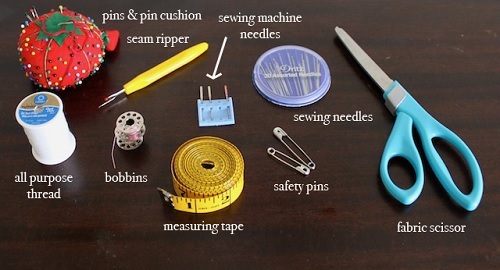 pins & pin cushion
seam ripper
sewing machine
needles
sewing needles
all purpose
thread
bobbins
safety pins
measuring tape
fabric scissor